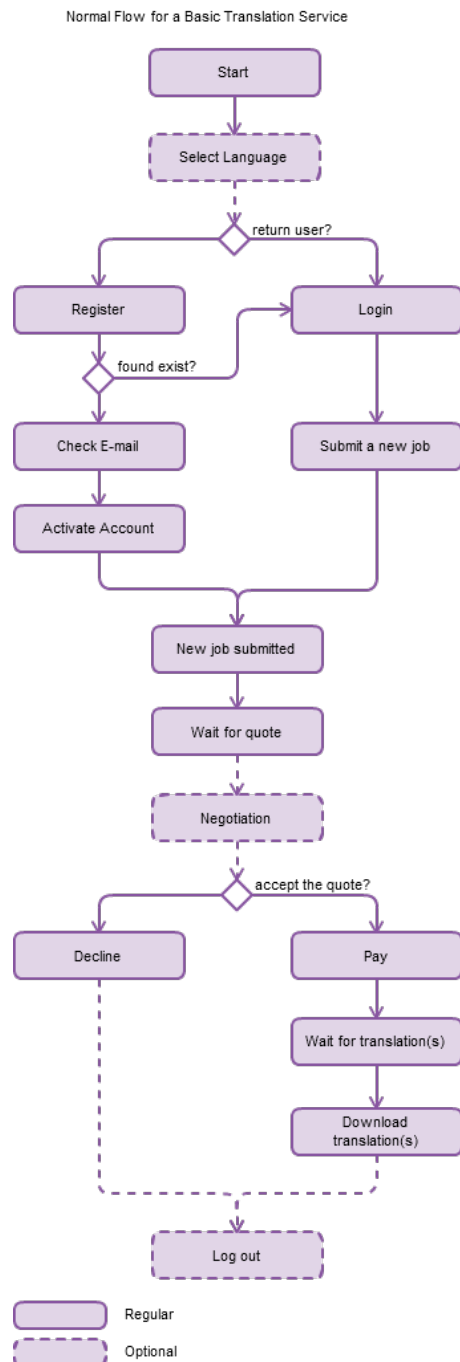 Normal Flow for a Basic Translation Service
Start
Select Language
return user?
Register
Login
found exist?
Check E-mail
Submit a new job
Activate Account
New job submitted
Wait for quote
Negotiation
accept the quote?
Decline
Pay
Wait for translation(s)
Download
translation(s)
Log out
Regular
Optional